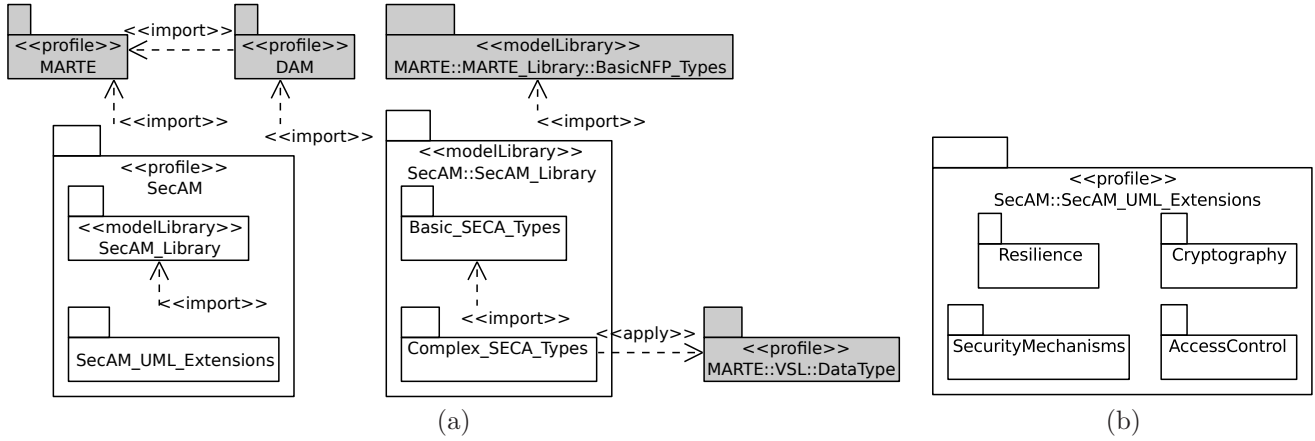 <<import>>
<<profile>>
MARTE
<<profile>>
DAM
<<import>>
<<import>>
<<profile>>
SecAM
<<modelLibrary>>
SecAM_Library
<<import>>
SecAM_UML_Extensions
<<modelLibrary>>
MARTE::MARTE_Library::BasicNFP_Types
<<import>>
<<modelLibrary>>
SecAM::SecAM_Library
Basic_SECA_Types
<<import>>
Complex_SECA_Types
<<apply>>
<<profile>>
MARTE::VSL::DataType
(a)
<<profile>>
SecAM::SecAM_UML_Extensions
Resilience
Cryptography
SecurityMechanisms
AccessControl
(b)